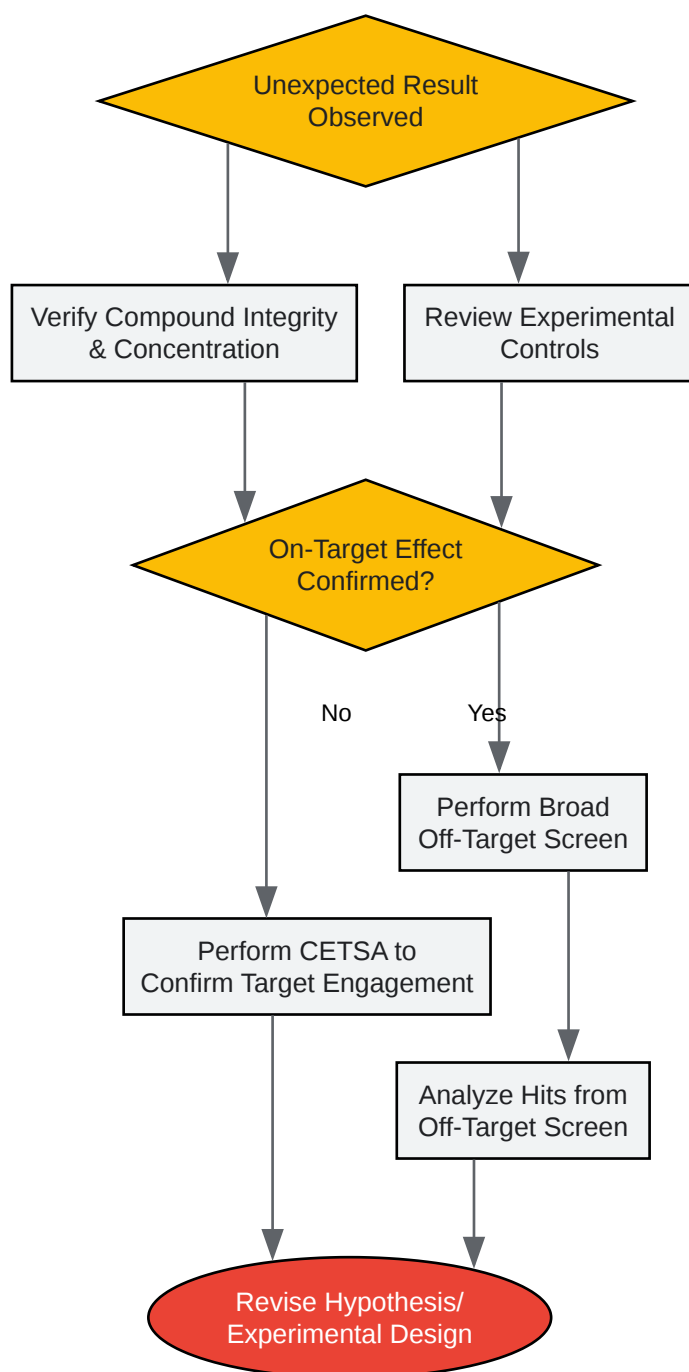 Unexpected Result
Observed
Verify Compound Integrity
& Concentration
Review Experimental
Controls
On-Target Effect
Confirmed?
No
Yes
Perform Broad
Off-Target Screen
Perform CETSA to
Confirm Target Engagement
Analyze Hits from
Off-Target Screen
Revise Hypothesis/
Experimental Design